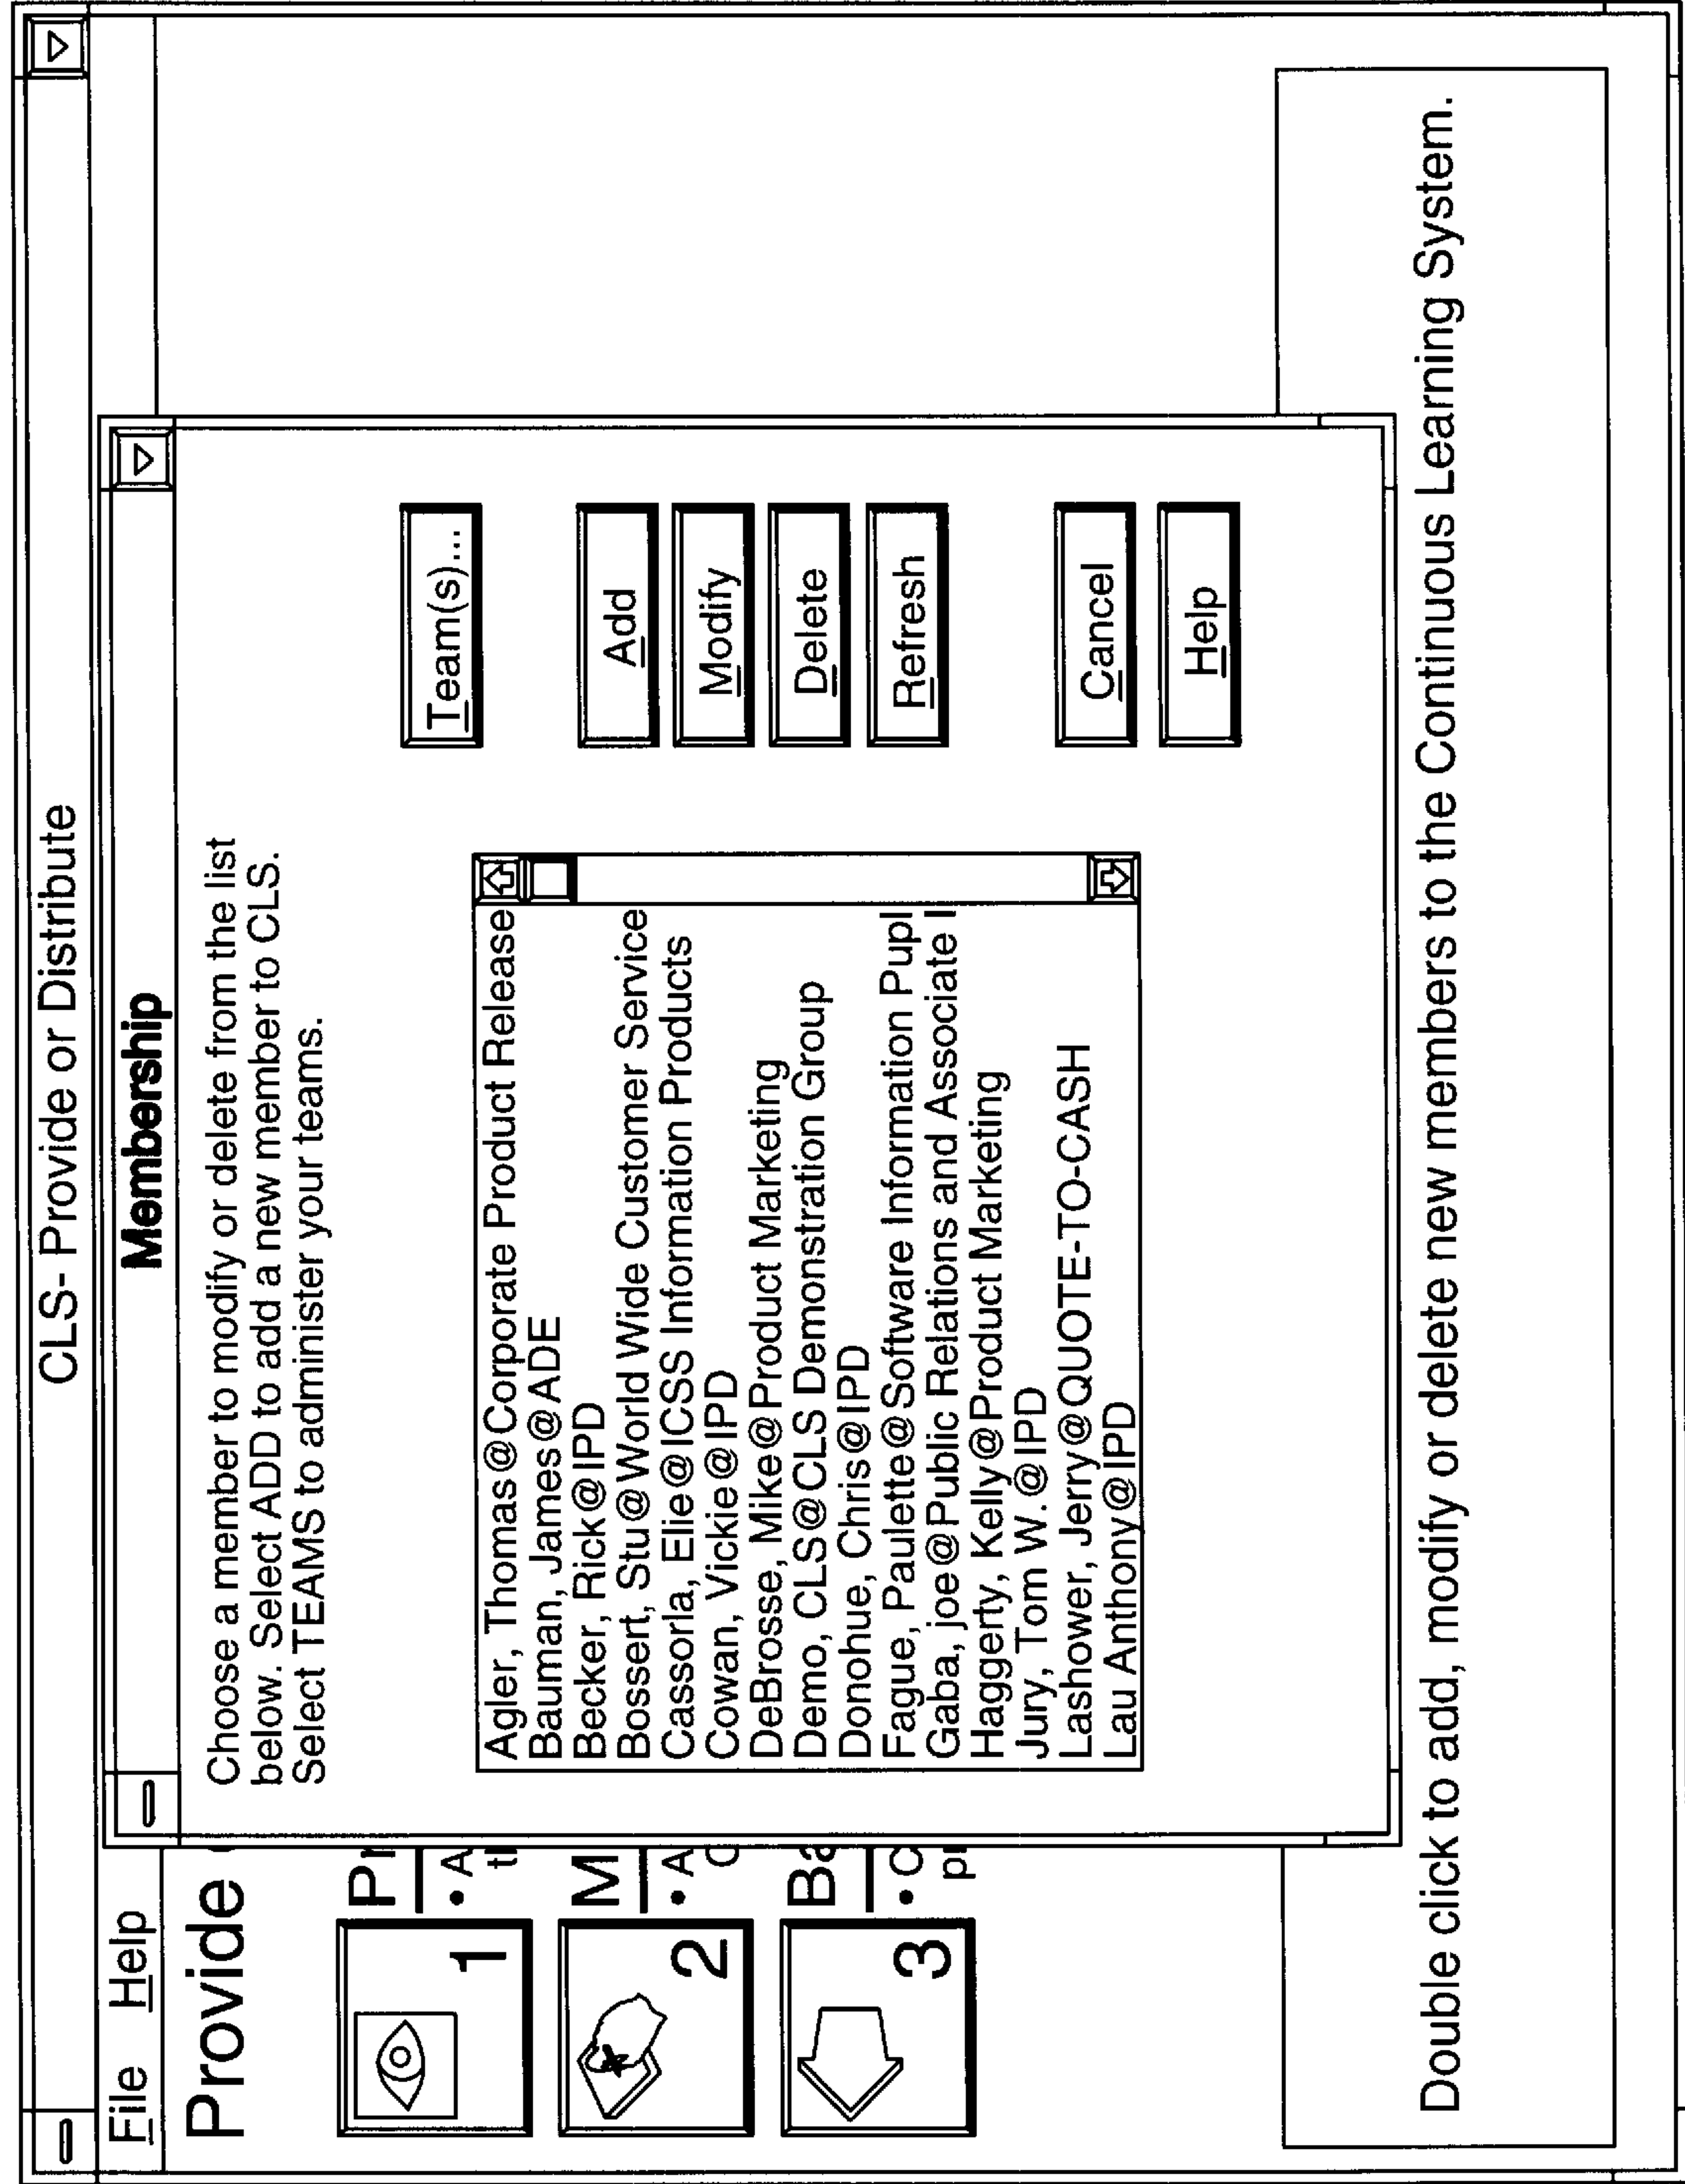 CLS- Provide or Distribute
File Help
Provide
Membership
Choose a member to modify or delete from the list
below. Select ADD to add a new member to CLS.
Select TEAMS to administer your teams.
Agler, Thomas@Corporate Product Release
Bauman, James@ADE
Becker, Rick@IPD
Bossert, Stu@World Wide Customer Service
Cassorla, Elie@ICSS Information Products
Cowan, Vickie@IPD
DeBrosse, Mike@Product Marketing
Demo, CLS@CLS Demonstration Group
Donohue, Chris@IPD
Fague, Paulette@Software Information Pupl
Gaba, joe@Public Relations and Associate I
Haggerty, Kelly@Product Marketing
Jury, Tom W.@IPD
Lashower, Jerry@QUOTE-TO-CASH
Lau Anthony@IPD
Team(s)...
Add
Modify
Delete
Refresh
Cancel
Help
1
Pr
• A
2
M
• A
3
Ba
• C
Double click to add, modify or delete new members to the Continuous Learning System.